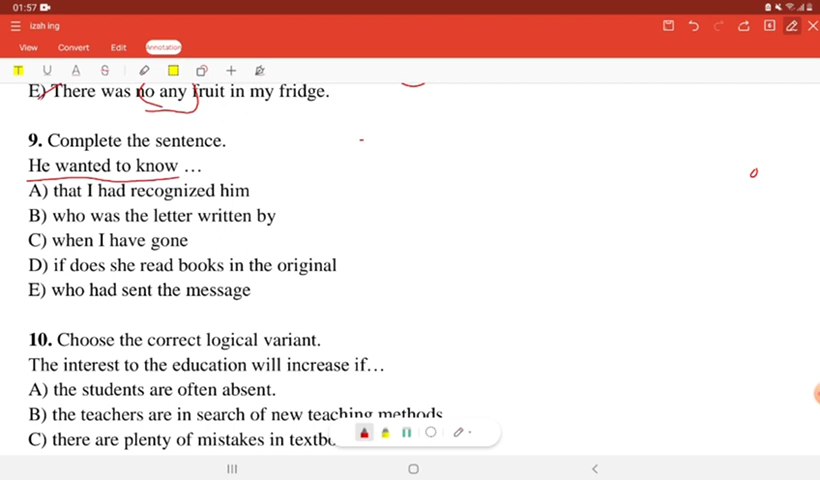 01:57
izah ing
View Convert Edit Annotation
T U A S
E) There was no any fruit in my fridge.
9. Complete the sentence.
He wanted to know …
A) that I had recognized him
B) who was the letter written by
C) when I have gone
D) if does she read books in the original
E) who had sent the message
10. Choose the correct logical variant.
The interest to the education will increase if…
A) the students are often absent.
B) the teachers are in search of new teaching methods
C) there are plenty of mistakes in textbo